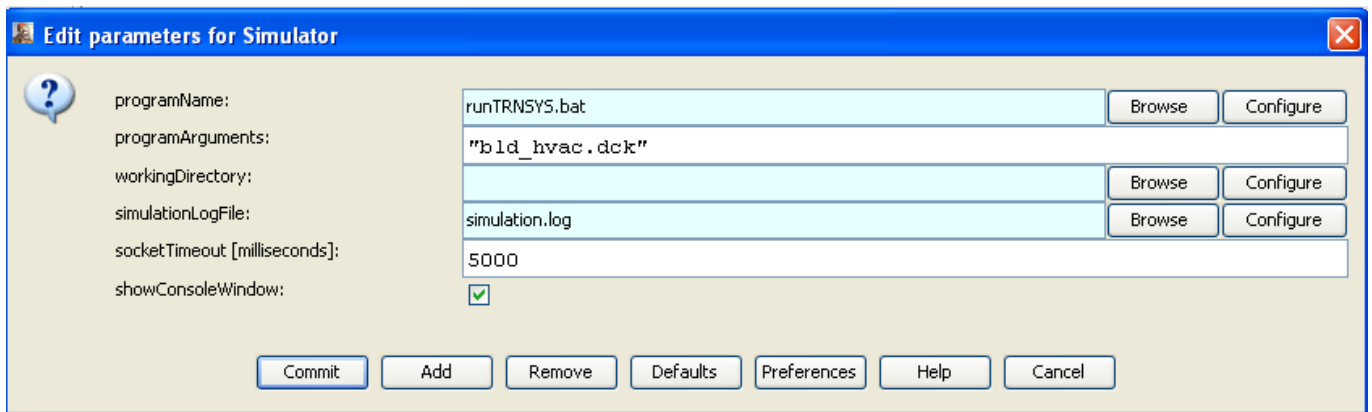 Edit parameters for Simulator
programName: runTRNSYS.bat Browse Configure
programArguments: "bld_hvac.dck"
workingDirectory: Browse Configure
simulationLogFile: simulation.log Browse Configure
socketTimeout [milliseconds]: 5000
showConsoleWindow:
Commit Add Remove Defaults Preferences Help Cancel